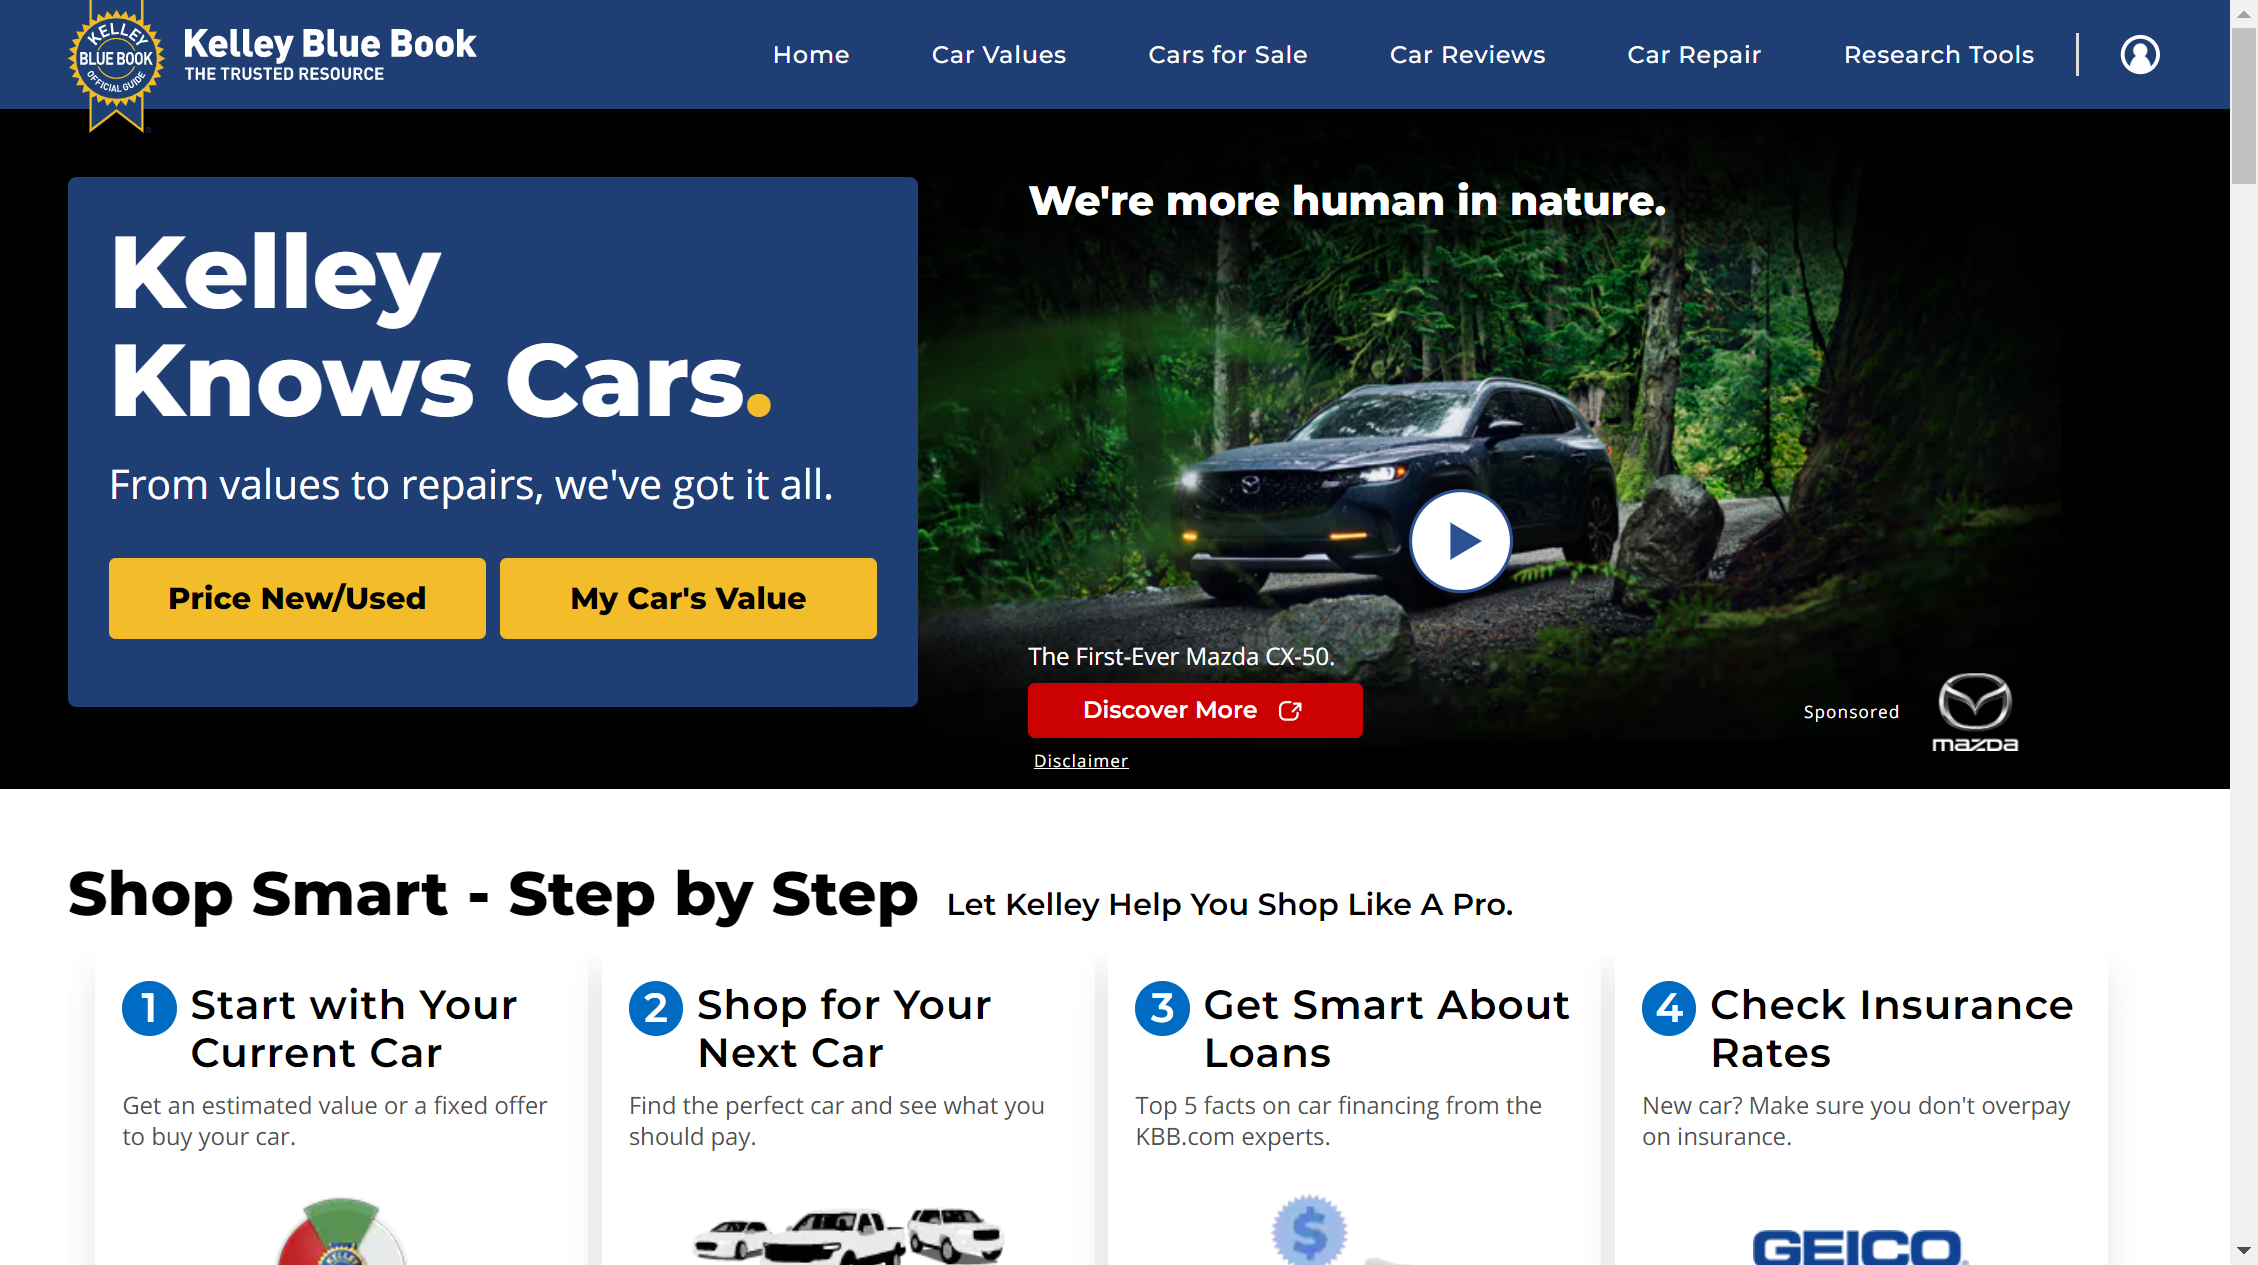 KELLEY
BLUE BOOK
OFFICIAL GUIDE
Kelley Blue Book
THE TRUSTED RESOURCE
Home
Car Values
Cars for Sale
Car Reviews
Car Repair
Research Tools
Kelley
Knows Cars.
From values to repairs, we've got it all.
Price New/Used
My Car's Value
We're more human in nature.
The First-Ever Mazda CX-50.
Discover More
Disclaimer
Sponsored
mazda
Shop Smart - Step by Step
Let Kelley Help You Shop Like A Pro.
1 Start with Your
Current Car
Get an estimated value or a fixed offer
to buy your car.
2 Shop for Your
Next Car
Find the perfect car and see what you
should pay.
3 Get Smart About
Loans
Top 5 facts on car financing from the
KBB.com experts.
4 Check Insurance
Rates
New car? Make sure you don't overpay
on insurance.
KELLEY
$
GEICO